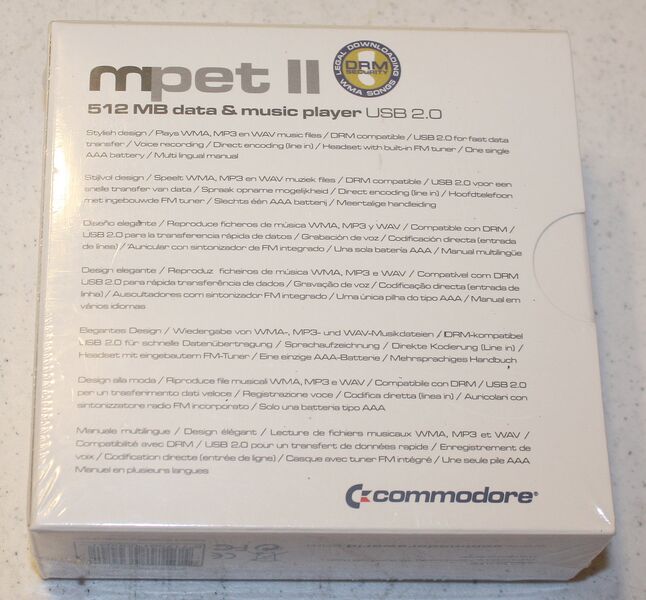 mpet II
LEGAL DOWNLOADING
DRM
SECURITY
WMA SONGS
512 MB data & music player USB 2.0
Stylish design / Plays WMA, MP3 en WAV music files / DRM compatible / USB 2.0 for fast data
transfer / Voice recording / Direct encoding (line in) / Headset with built-in FM tuner / One single
AAA battery / Multi lingual manual
Stijlvol design / Speelt WMA, MP3 en WAV muziek files / DRM compatible / USB 2.0 voor een
snelle transfer van data / Spraak opname mogelijkheid / Direct encoding (line in) / Hoofdtelefoon
met ingebouwde FM tuner / Slechts één AAA batterij / Meertalige handleiding
Diseño elegante / Reproduce ficheros de música WMA, MP3 y WAV / Compatible con DRM /
USB 2.0 para la transferencia rápida de datos / Grabación de voz / Codificación directa (entrada
de línea) / Auricular con sintonizador de FM integrado / Una sola batería AAA / Manual multilingüe
Design elegante / Reproduz ficheiros de música WMA, MP3 e WAV / Compatível com DRM
USB 2.0 para rápida transferência de dados / Gravação de voz / Codificação directa (entrada de
linha) / Auscultadores com sintonizador FM integrado / Uma única pilha do tipo AAA / Manual em
vários idiomas
Elegantes Design / Wiedergabe von WMA-, MP3- und WAV-Musikdateien / DRM-kompatibel
USB 2.0 für schnelle Datenübertragung / Sprachaufzeichnung / Direkte Kodierung (Line in) /
Headset mit eingebautem FM-Tuner / Eine einzige AAA-Batterie / Mehrsprachiges Handbuch
Design alla moda / Riproduce file musicali WMA, MP3 e WAV / Compatibile con DRM / USB 2.0
per un trasferimento dati veloce / Registrazione voce / Codifica diretta (linea in) / Auricolari con
sintonizzatore radio FM incorporato / Solo una batteria tipo AAA
Manuale multilingue / Design élégant / Lecture de fichiers musicaux WMA, MP3 et WAV /
Compatibilité avec DRM / USB 2.0 pour un transfert de données rapide / Enregistrement de
voix / Codification directe (entrée de ligne) / Casque avec tuner FM intégré / Une seule pile AAA
Manuel en plusieurs langues
commodore